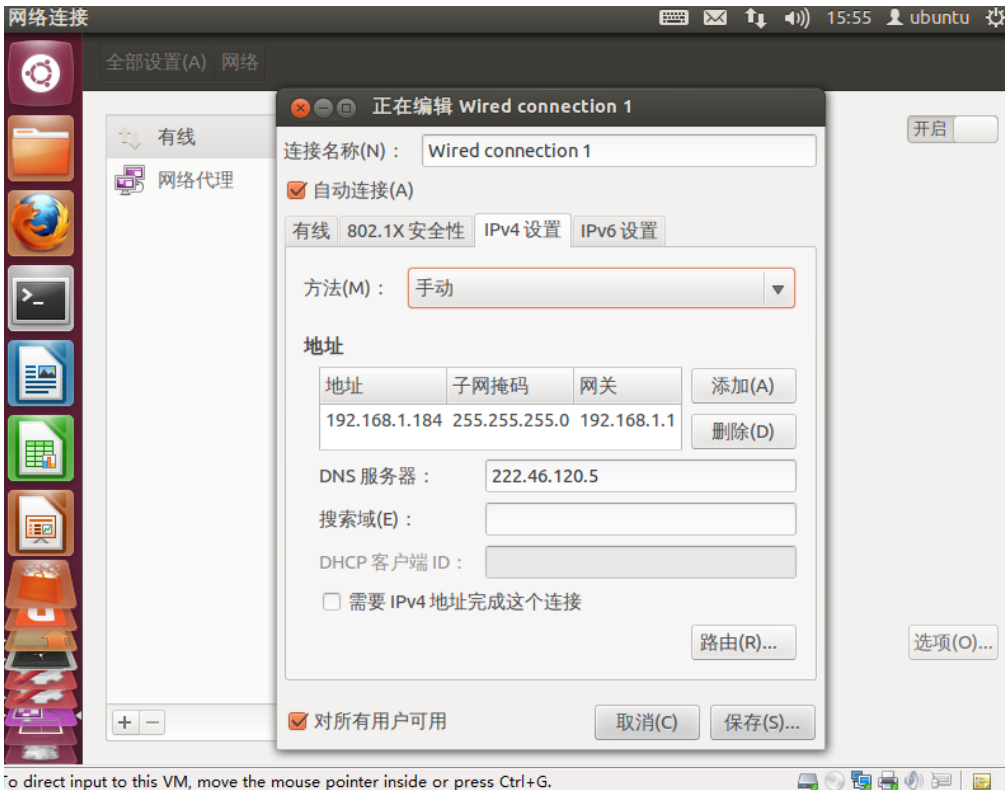 网络连接
15:55 ubuntu
全部设置(A) 网络
正在编辑 Wired connection 1
开启
有线
网络代理
连接名称(N)： Wired connection 1
自动连接(A)
有线 802.1X 安全性 IPv4 设置 IPv6 设置
方法(M)： 手动
地址
地址 子网掩码 网关 添加(A)
192.168.1.184 255.255.255.0 192.168.1.1
删除(D)
DNS 服务器： 222.46.120.5
搜索域(E)：
DHCP 客户端 ID：
需要 IPv4 地址完成这个连接
路由(R)... 选项(O)...
对所有用户可用 取消(C) 保存(S)...
To direct input to this VM, move the mouse pointer inside or press Ctrl+G.